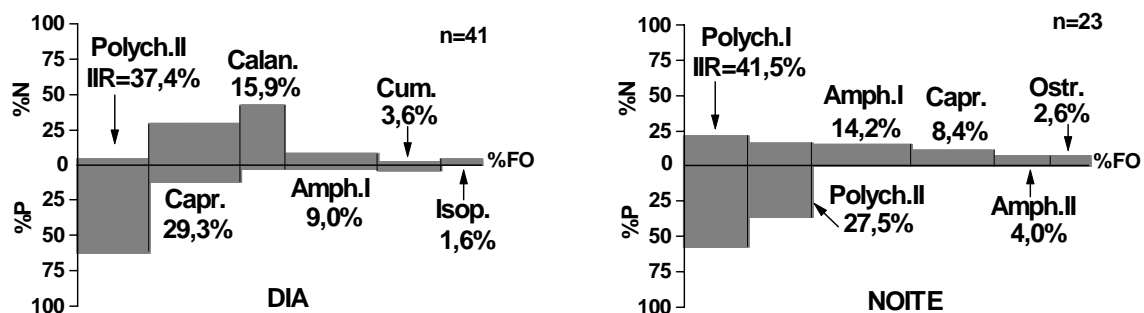 100
75
50
25
0
25
50
75
100
%N
%P
Polych.II
IIR=37,4%
Calan.
15,9%
n=41
Cum.
3,6%
%FO
Capr.
29,3%
Amph.I
9,0%
Isop.
1,6%
DIA
100
75
50
25
0
25
50
75
100
%N
%P
Polych.I
IIR=41,5%
n=23
Amph.I
14,2%
Capr.
8,4%
Ostr.
2,6%
%FO
Polych.II
27,5%
Amph.II
4,0%
NOITE